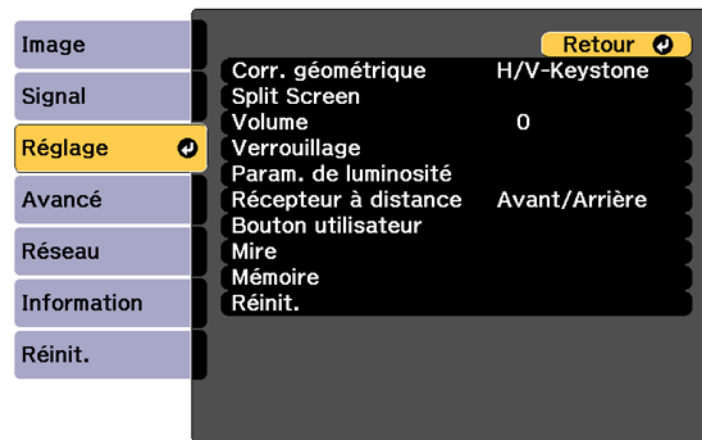 Image
Signal
Réglage
Avancé
Réseau
Information
Réinit.
Retour
Corr. géométrique H/V-Keystone
Split Screen
Volume 0
Verrouillage
Param. de luminosité
Récepteur à distance Avant/Arrière
Bouton utilisateur
Mire
Mémoire
Réinit.